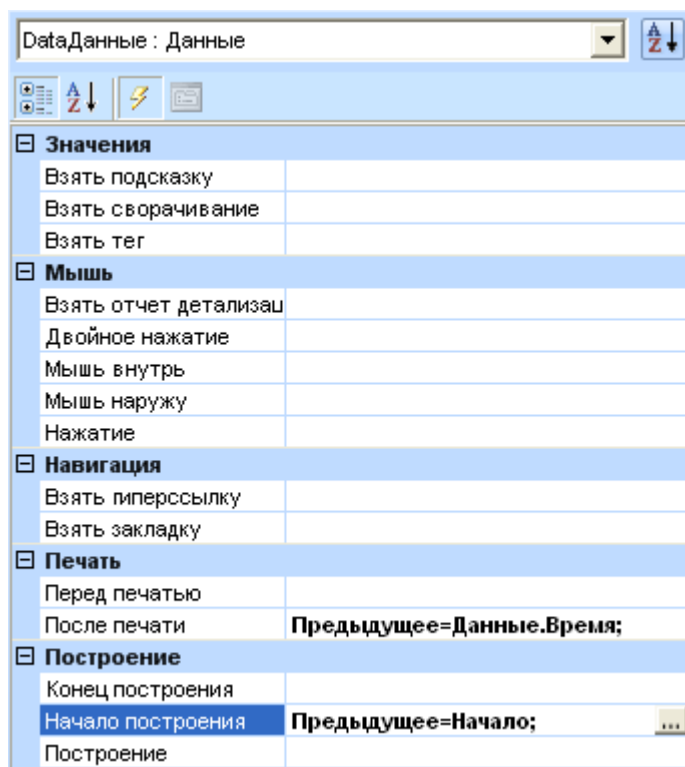 DataДанные : Данные
Значения
Взять подсказку
Взять сворачивание
Взять тег
Мышь
Взять отчет детализац
Двойное нажатие
Мышь внутрь
Мышь наружу
Нажатие
Навигация
Взять гиперссылку
Взять закладку
Печать
Перед печатью
После печати Предыдущее=Данные.Время;
Построение
Конец построения
Начало построения Предыдущее=Начало; ...
Построение